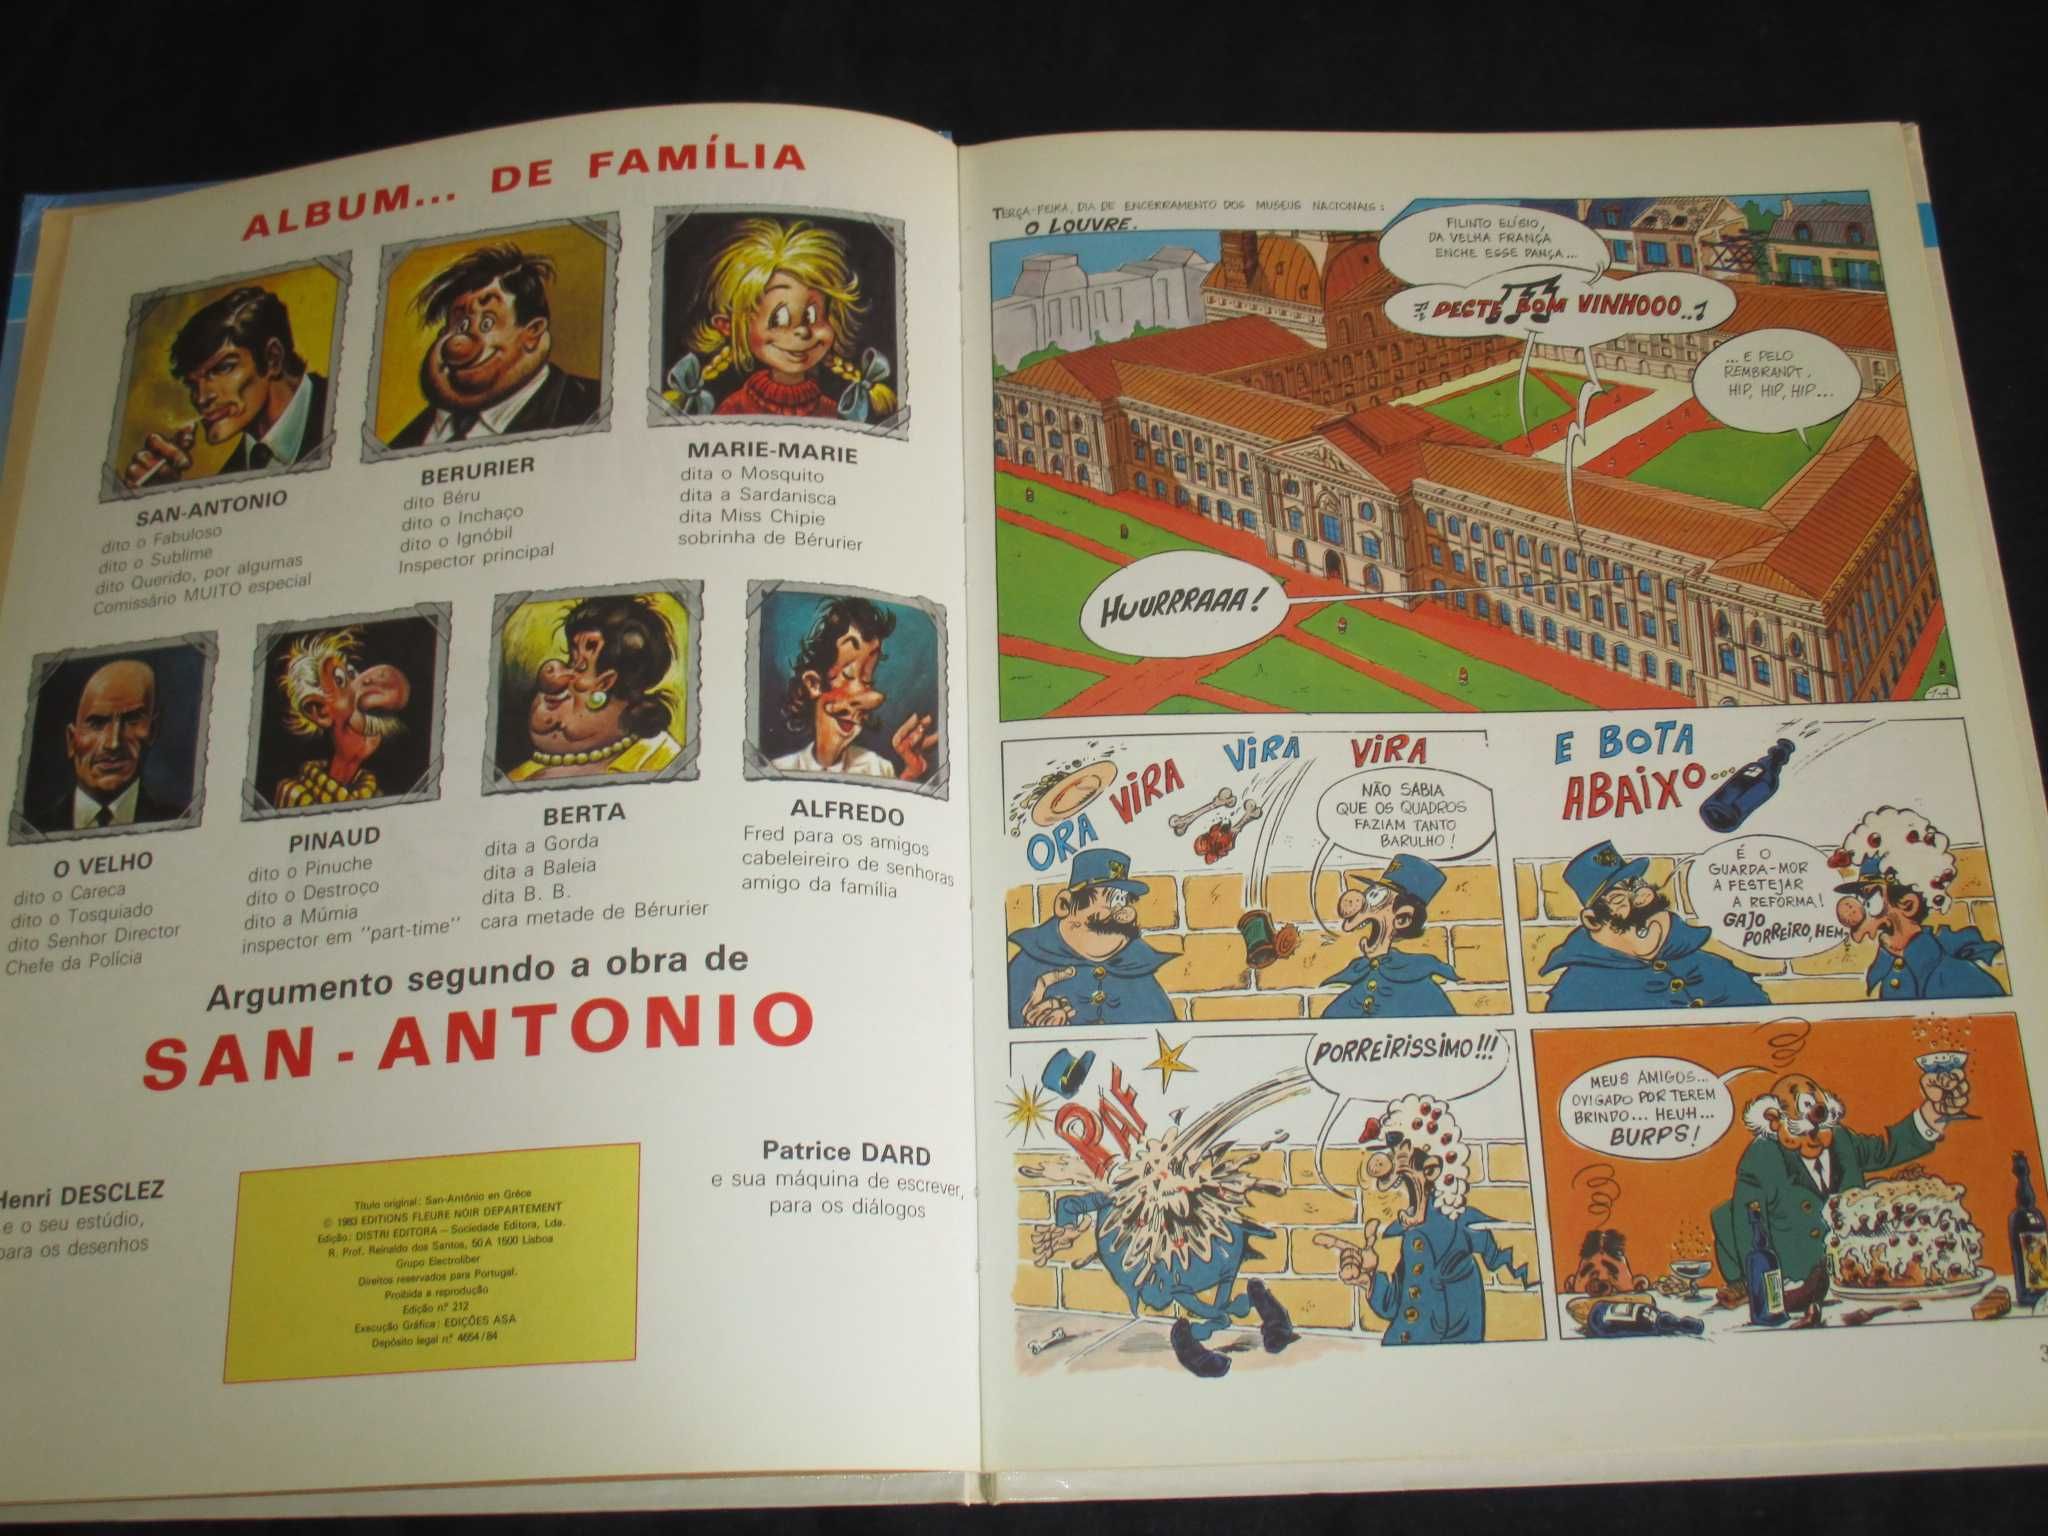 ALBUM... DE FAMÍLIA
SAN-ANTONIO
dito o Fabuloso
dito o Sublime
dito Querido, por algumas
Comissário MUITO especial
BERURIER
dito Béru
dito o Inchaço
dito o Ignóbil
Inspector principal
MARIE-MARIE
dita o Mosquito
dita a Sardanisca
dita Miss Chipie
sobrinha de Bérurier
O VELHO
dito o Careca
dito o Tosquiado
dito Senhor Director
Chefe da Polícia
PINAUD
dito o Pinuche
dito o Destroço
dito a Múmia
inspector em "part-time"
BERTA
dita a Gorda
dita a Baleia
dita B. B.
cara metade de Bérurier
ALFREDO
Fred para os amigos
cabeleireiro de senhoras
amigo da família
Argumento segundo a obra de
SAN-ANTONIO
Henri DESCLEZ
e o seu estúdio,
para os desenhos
Título original: San-António en Gréce
© 1983 EDITIONS FLEURE NOIR DEPARTEMENT
Edição: DISTRI EDITORA – Sociedade Editora, Lda.
R. Prof. Reinaldo dos Santos, 50 A 1500 Lisboa
Grupo Electroliber
Direitos reservados para Portugal.
Proibida a reprodução
Edição n.º 212
Execução Gráfica: EDIÇÕES ASA
Depósito legal n.º 4654/84
Patrice DARD
e sua máquina de escrever,
para os diálogos
TERÇA-FEIRA, DIA DE ENCERRAMENTO DOS MUSEUS NACIONAIS:
O LOUVRE.
FILINTO ELÍSIO,
DA VELHA FRANÇA
ENCHE ESSE PANÇA...
DECTE BOM VINHOOO..
... E PELO
REMBRANDT.
HIP, HIP, HIP...
HUURRRAAA!
1-A
ORA VIRA VIRA VIRA
NÃO SABIA
QUE OS QUADROS
FAZIAM TANTO
BARULHO!
E BOTA
ABAIXO...
É O
GUARDA-MOR
A FESTEJAR
A REFORMA!
GAJO
PORREIRO, HEM
PAF
PORREIRISSIMO!!!
MEUS AMIGOS...
OVIGADO POR TEREM
BRINDO... HEUH...
BURPS!
3